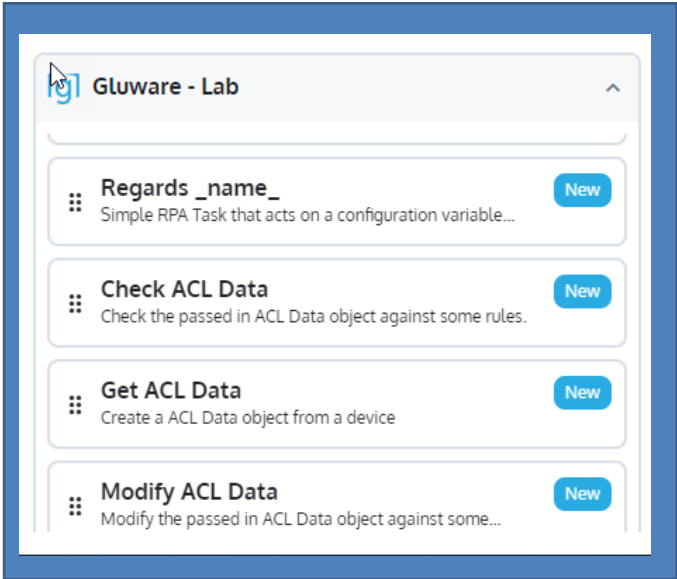 [g] Gluware - Lab
Regards _name_
New
Simple RPA Task that acts on a configuration variable...
Check ACL Data
New
Check the passed in ACL Data object against some rules.
Get ACL Data
New
Create a ACL Data object from a device
Modify ACL Data
New
Modify the passed in ACL Data object against some...